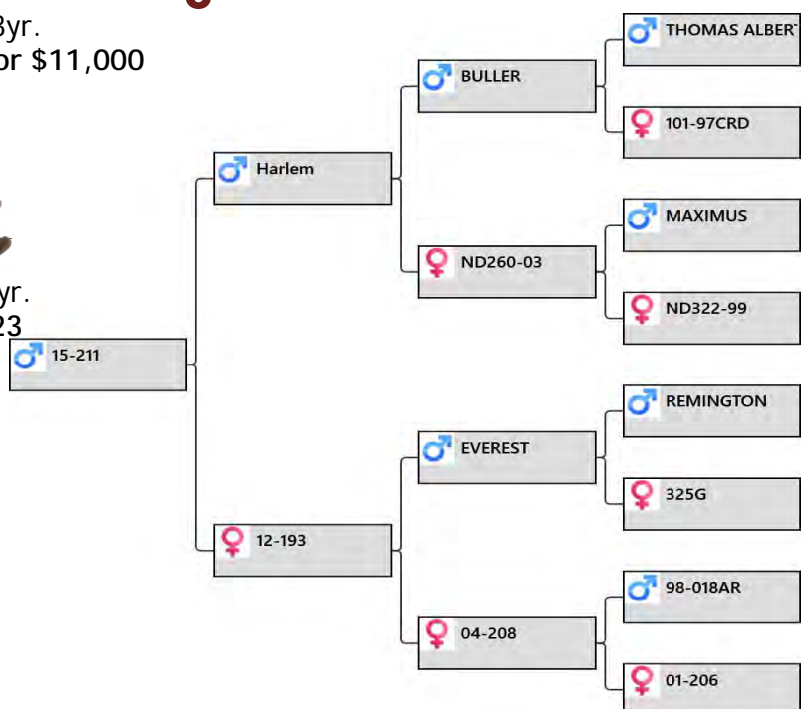 3yr.
or $11,000
yr.
23
15-211
Harlem
12-193
BULLER
ND260-03
EVEREST
04-208
THOMAS ALBER
101-97CRD
MAXIMUS
ND322-99
REMINGTON
325G
98-018AR
01-206